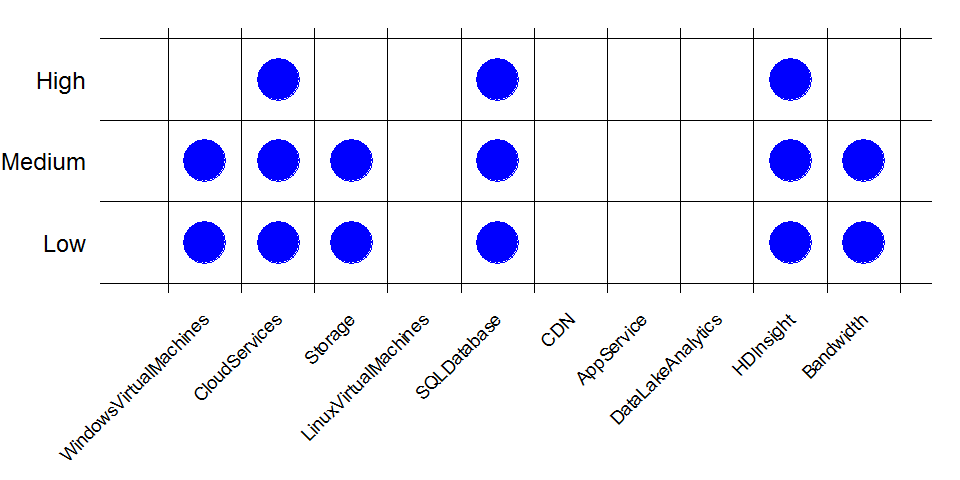 High
Medium
Low
WindowsVirtualMachines
CloudServices
Storage
LinuxVirtualMachines
SQLDatabase
CDN
AppService
DataLakeAnalytics
HDInsight
Bandwidth